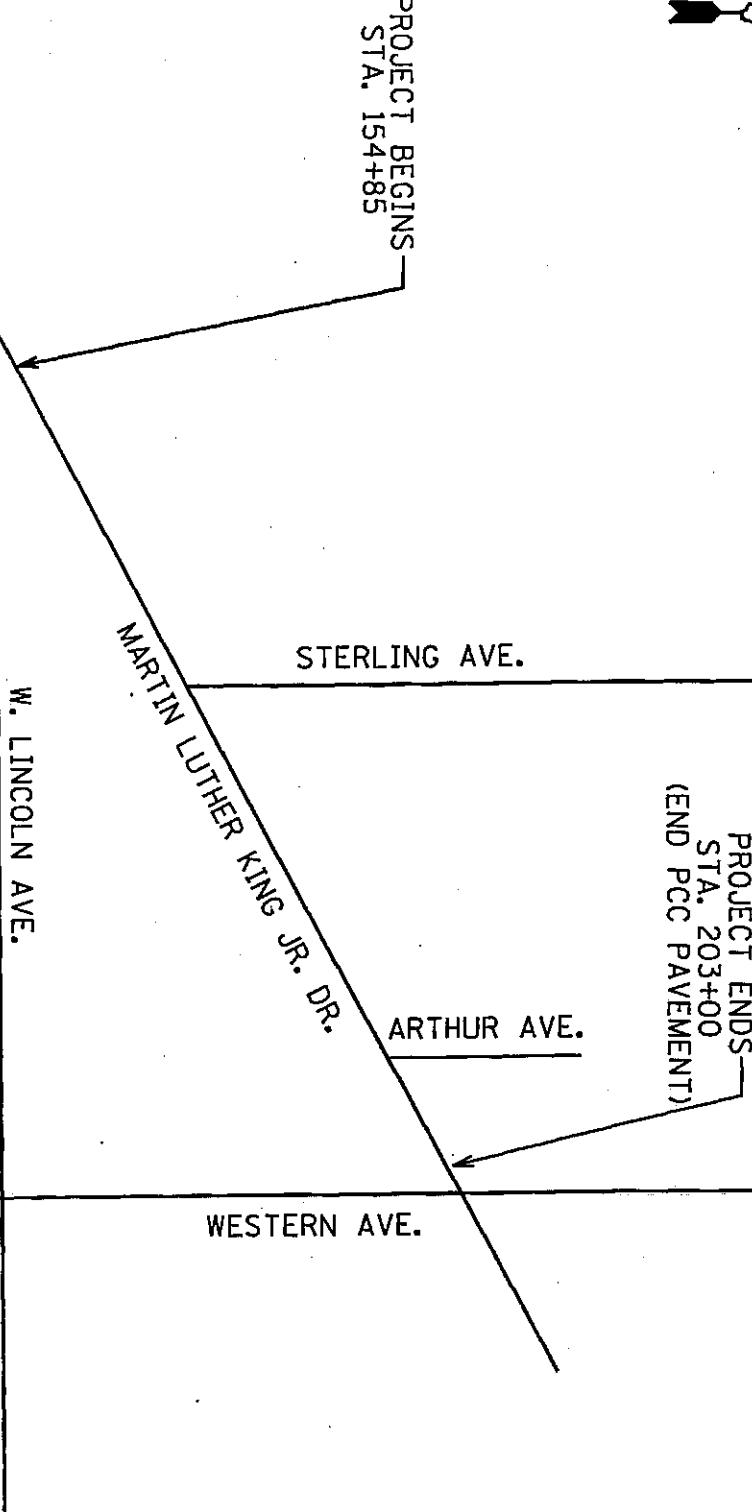 PROJECT BEGINS
STA. 154+85
STERLING AVE.
MARTIN LUTHER KING JR. DR.
W. LINCOLN AVE.
PROJECT ENDS
STA. 203+00
(END PCC PAVEMENT)
ARTHUR AVE.
WESTERN AVE.